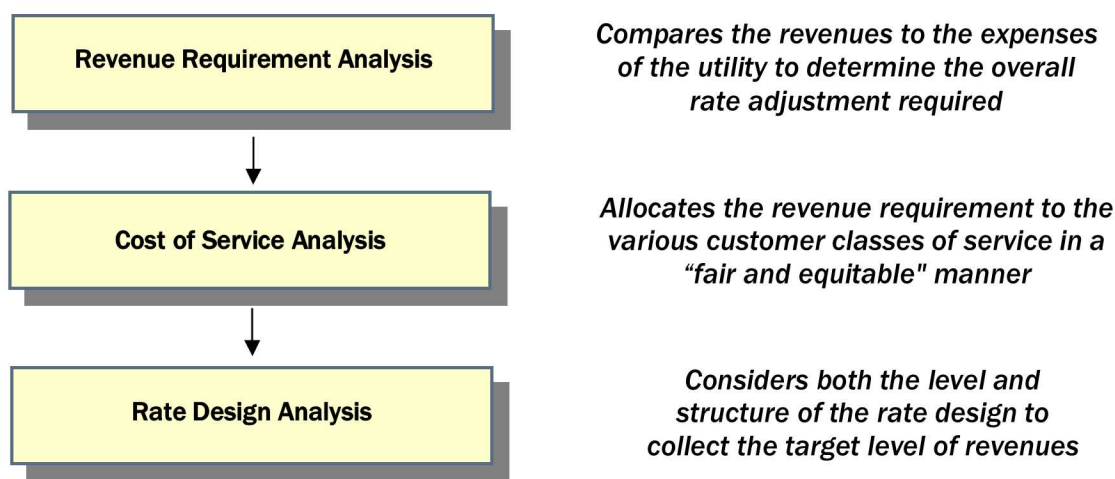 Revenue Requirement Analysis
Compares the revenues to the expenses
of the utility to determine the overall
rate adjustment required
Cost of Service Analysis
Allocates the revenue requirement to the
various customer classes of service in a
“fair and equitable" manner
Rate Design Analysis
Considers both the level and
structure of the rate design to
collect the target level of revenues